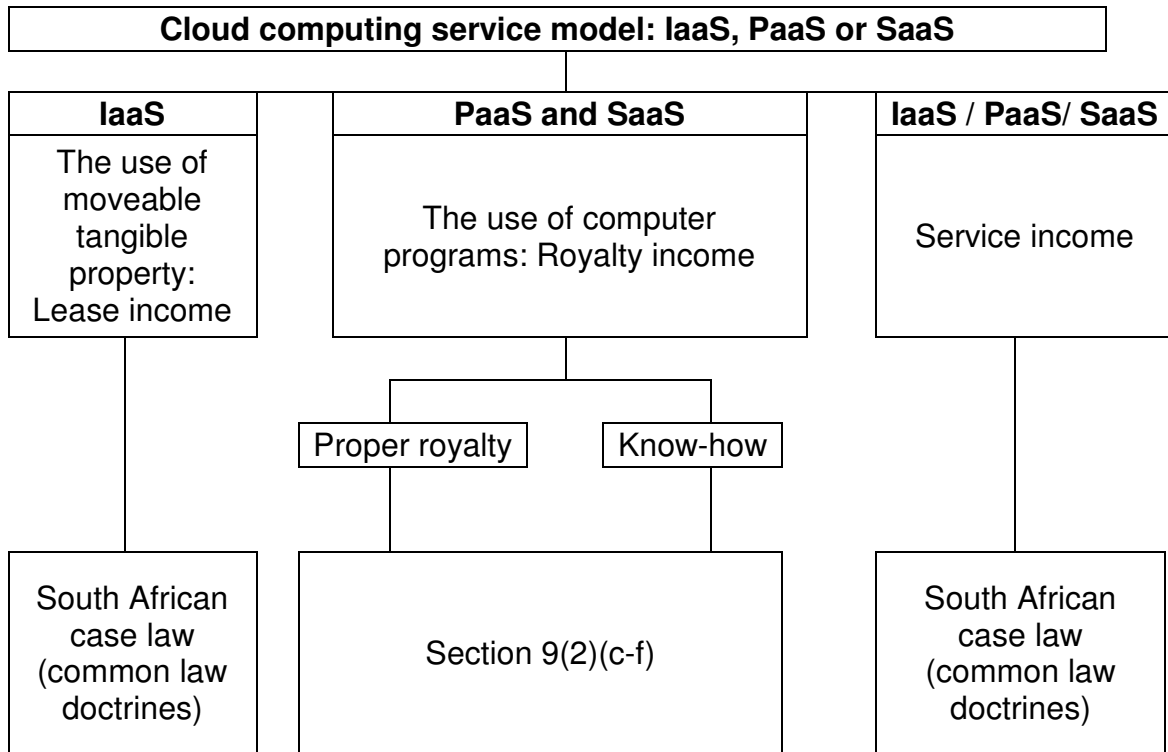 Cloud computing service model: IaaS, PaaS or SaaS
IaaS
The use of
moveable
tangible
property:
Lease income
PaaS and SaaS
The use of computer
programs: Royalty income
IaaS / PaaS/ SaaS
Service income
Proper royalty
Know-how
South African
case law
(common law
doctrines)
Section 9(2)(c-f)
South African
case law
(common law
doctrines)